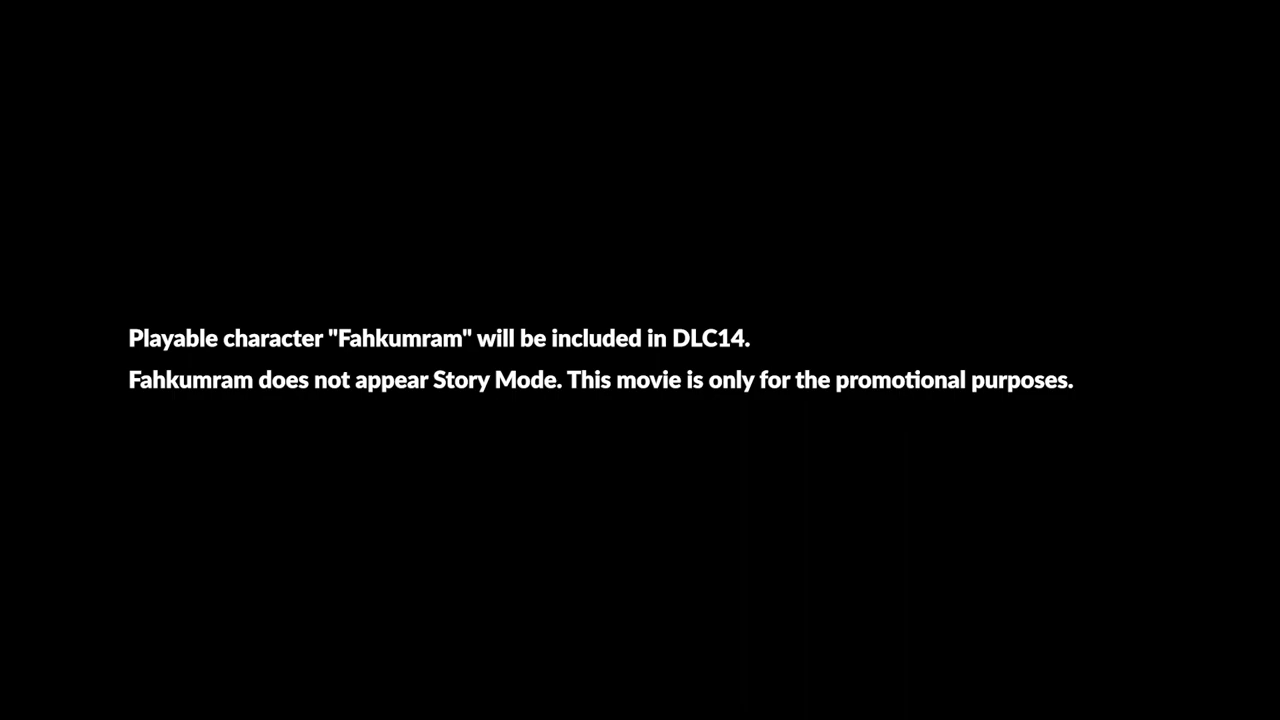 Playable character "Fahkumram" will be included in DLC14.
Fahkumram does not appear Story Mode. This movie is only for the promotional purposes.